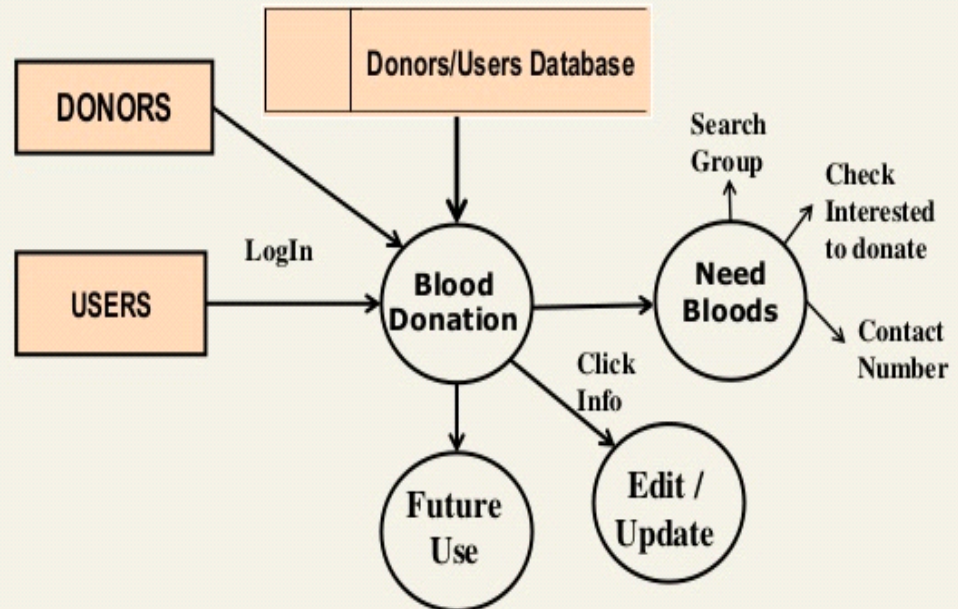 Donors/Users Database
DONORS
Search
Group
Check
Interested
to donate
LogIn
USERS
Blood
Donation
Need
Bloods
Contact
Number
Click
Info
Edit /
Update
Future
Use